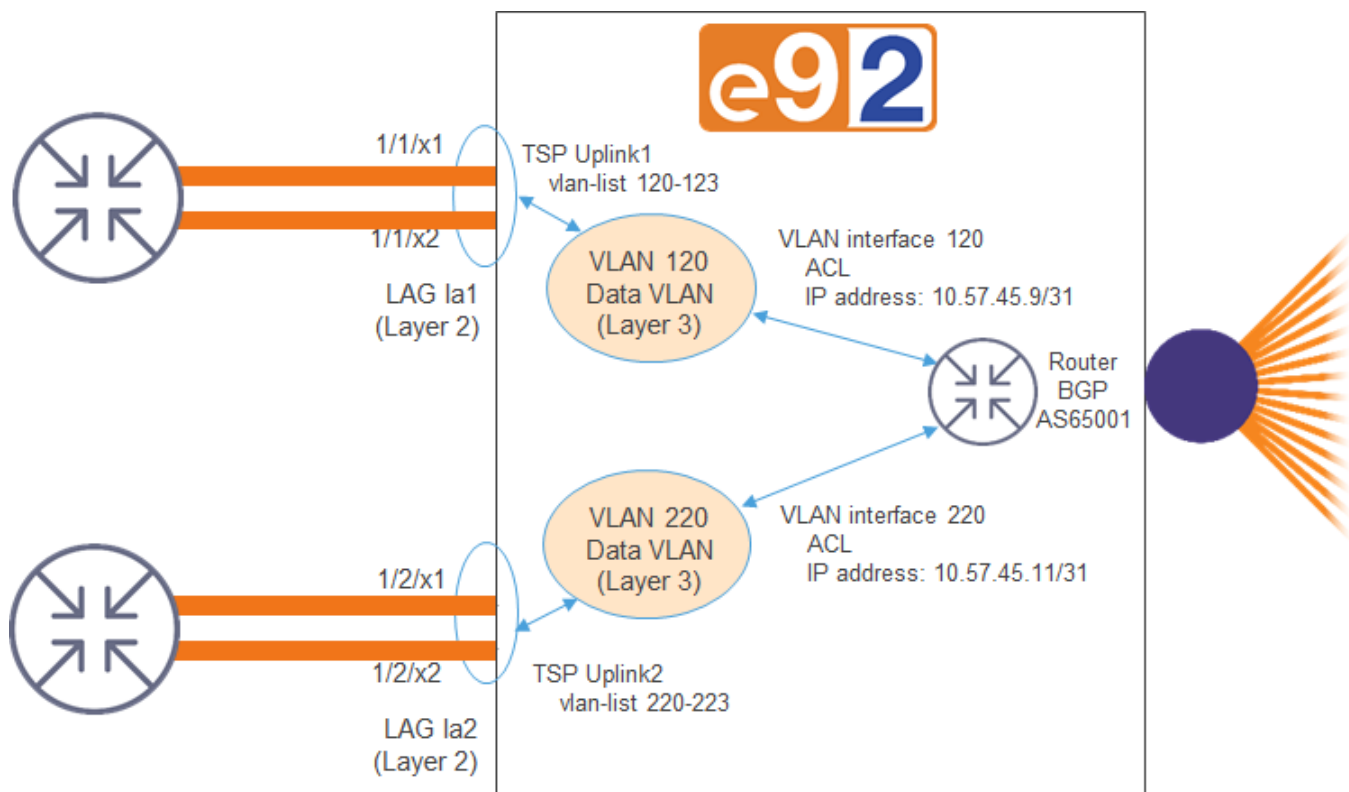 e92
1/1/x1
1/1/x2
LAG la1
(Layer 2)
TSP Uplink1
vlan-list 120-123
VLAN 120
Data VLAN
(Layer 3)
VLAN interface 120
ACL
IP address: 10.57.45.9/31
Router
BGP
AS65001
VLAN 220
Data VLAN
(Layer 3)
VLAN interface 220
ACL
IP address: 10.57.45.11/31
1/2/x1
1/2/x2
LAG la2
(Layer 2)
TSP Uplink2
vlan-list 220-223